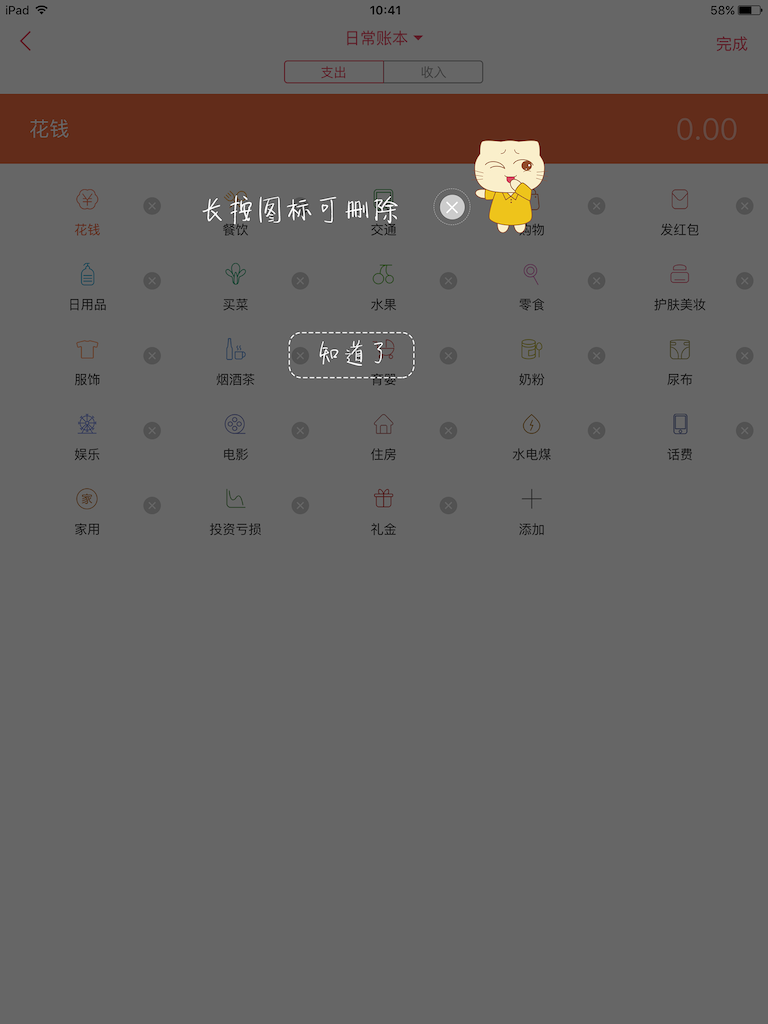 iPad 10:41 58%
日常账本
完成
支出 收入
花钱 0.00
长按图标可删除
花钱 餐饮 交通 购物 发红包
日用品 买菜 水果 零食 护肤美妆
知道了
服饰 烟酒茶 育婴 奶粉 尿布
娱乐 电影 住房 水电煤 话费
家
家用 投资亏损 礼金 添加